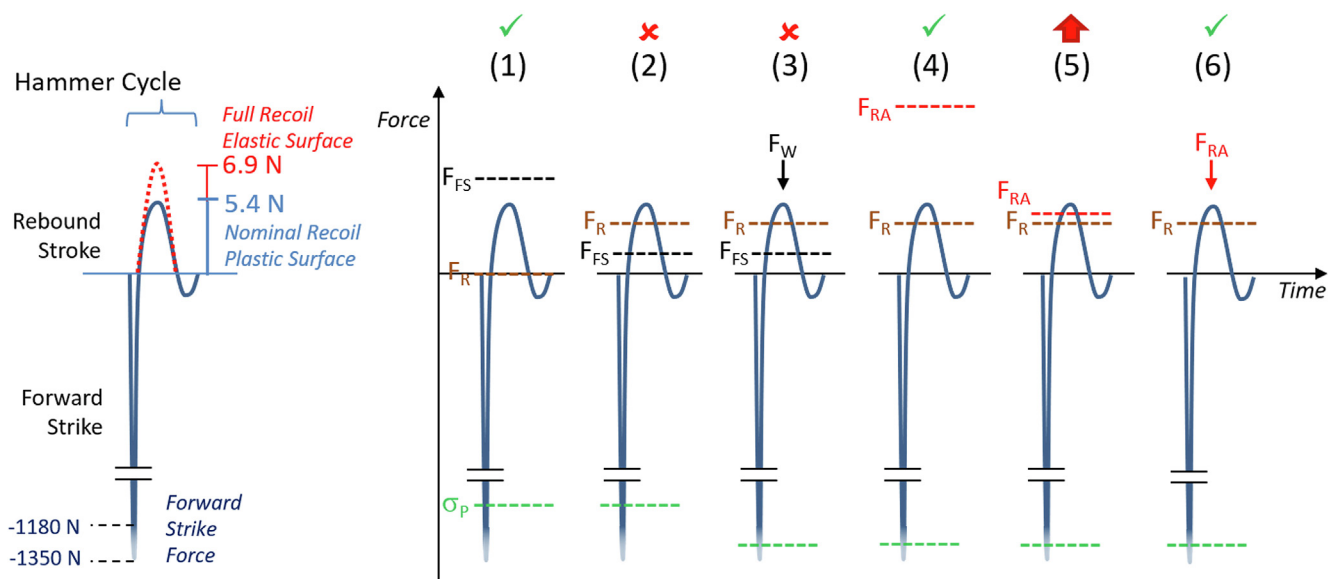 (1)
(2)
(3)
(4)
(5)
(6)
Hammer Cycle
Full Recoil
Elastic Surface
6.9 N
5.4 N
Nominal Recoil
Plastic Surface
Rebound
Stroke
Forward
Strike
-1180 N
-1350 N
Forward
Strike
Force
Force
F_FS
F_R
σ_P
F_R
F_FS
F_W
F_R
F_FS
F_RA
F_R
F_RA
F_R
F_RA
F_R
Time